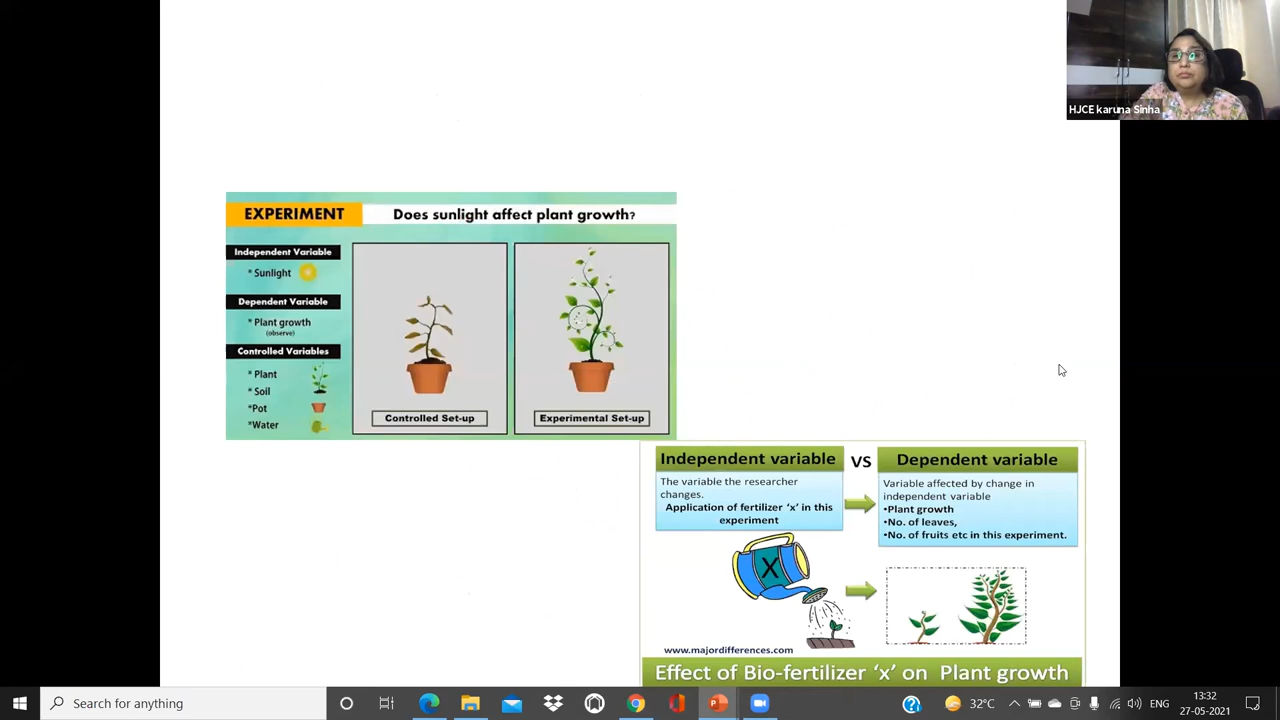 HJCE karuna Sinha
EXPERIMENT
Does sunlight affect plant growth?
Independent Variable
* Sunlight
Dependent Variable
* Plant growth
(observe)
Controlled Variables
* Plant
* Soil
*Pot
*Water
Controlled Set-up
Experimental Set-up
Independent variable
VS
Dependent variable
The variable the researcher
changes.
Application of fertilizer ‘x’ in this
experiment
Variable affected by change in
independent variable
•Plant growth
•No. of leaves,
•No. of fruits etc in this experiment.
X
www.majordifferences.com
Effect of Bio-fertilizer ‘x’ on Plant growth
Search for anything
32°C
ENG
13:32
27-05-2021